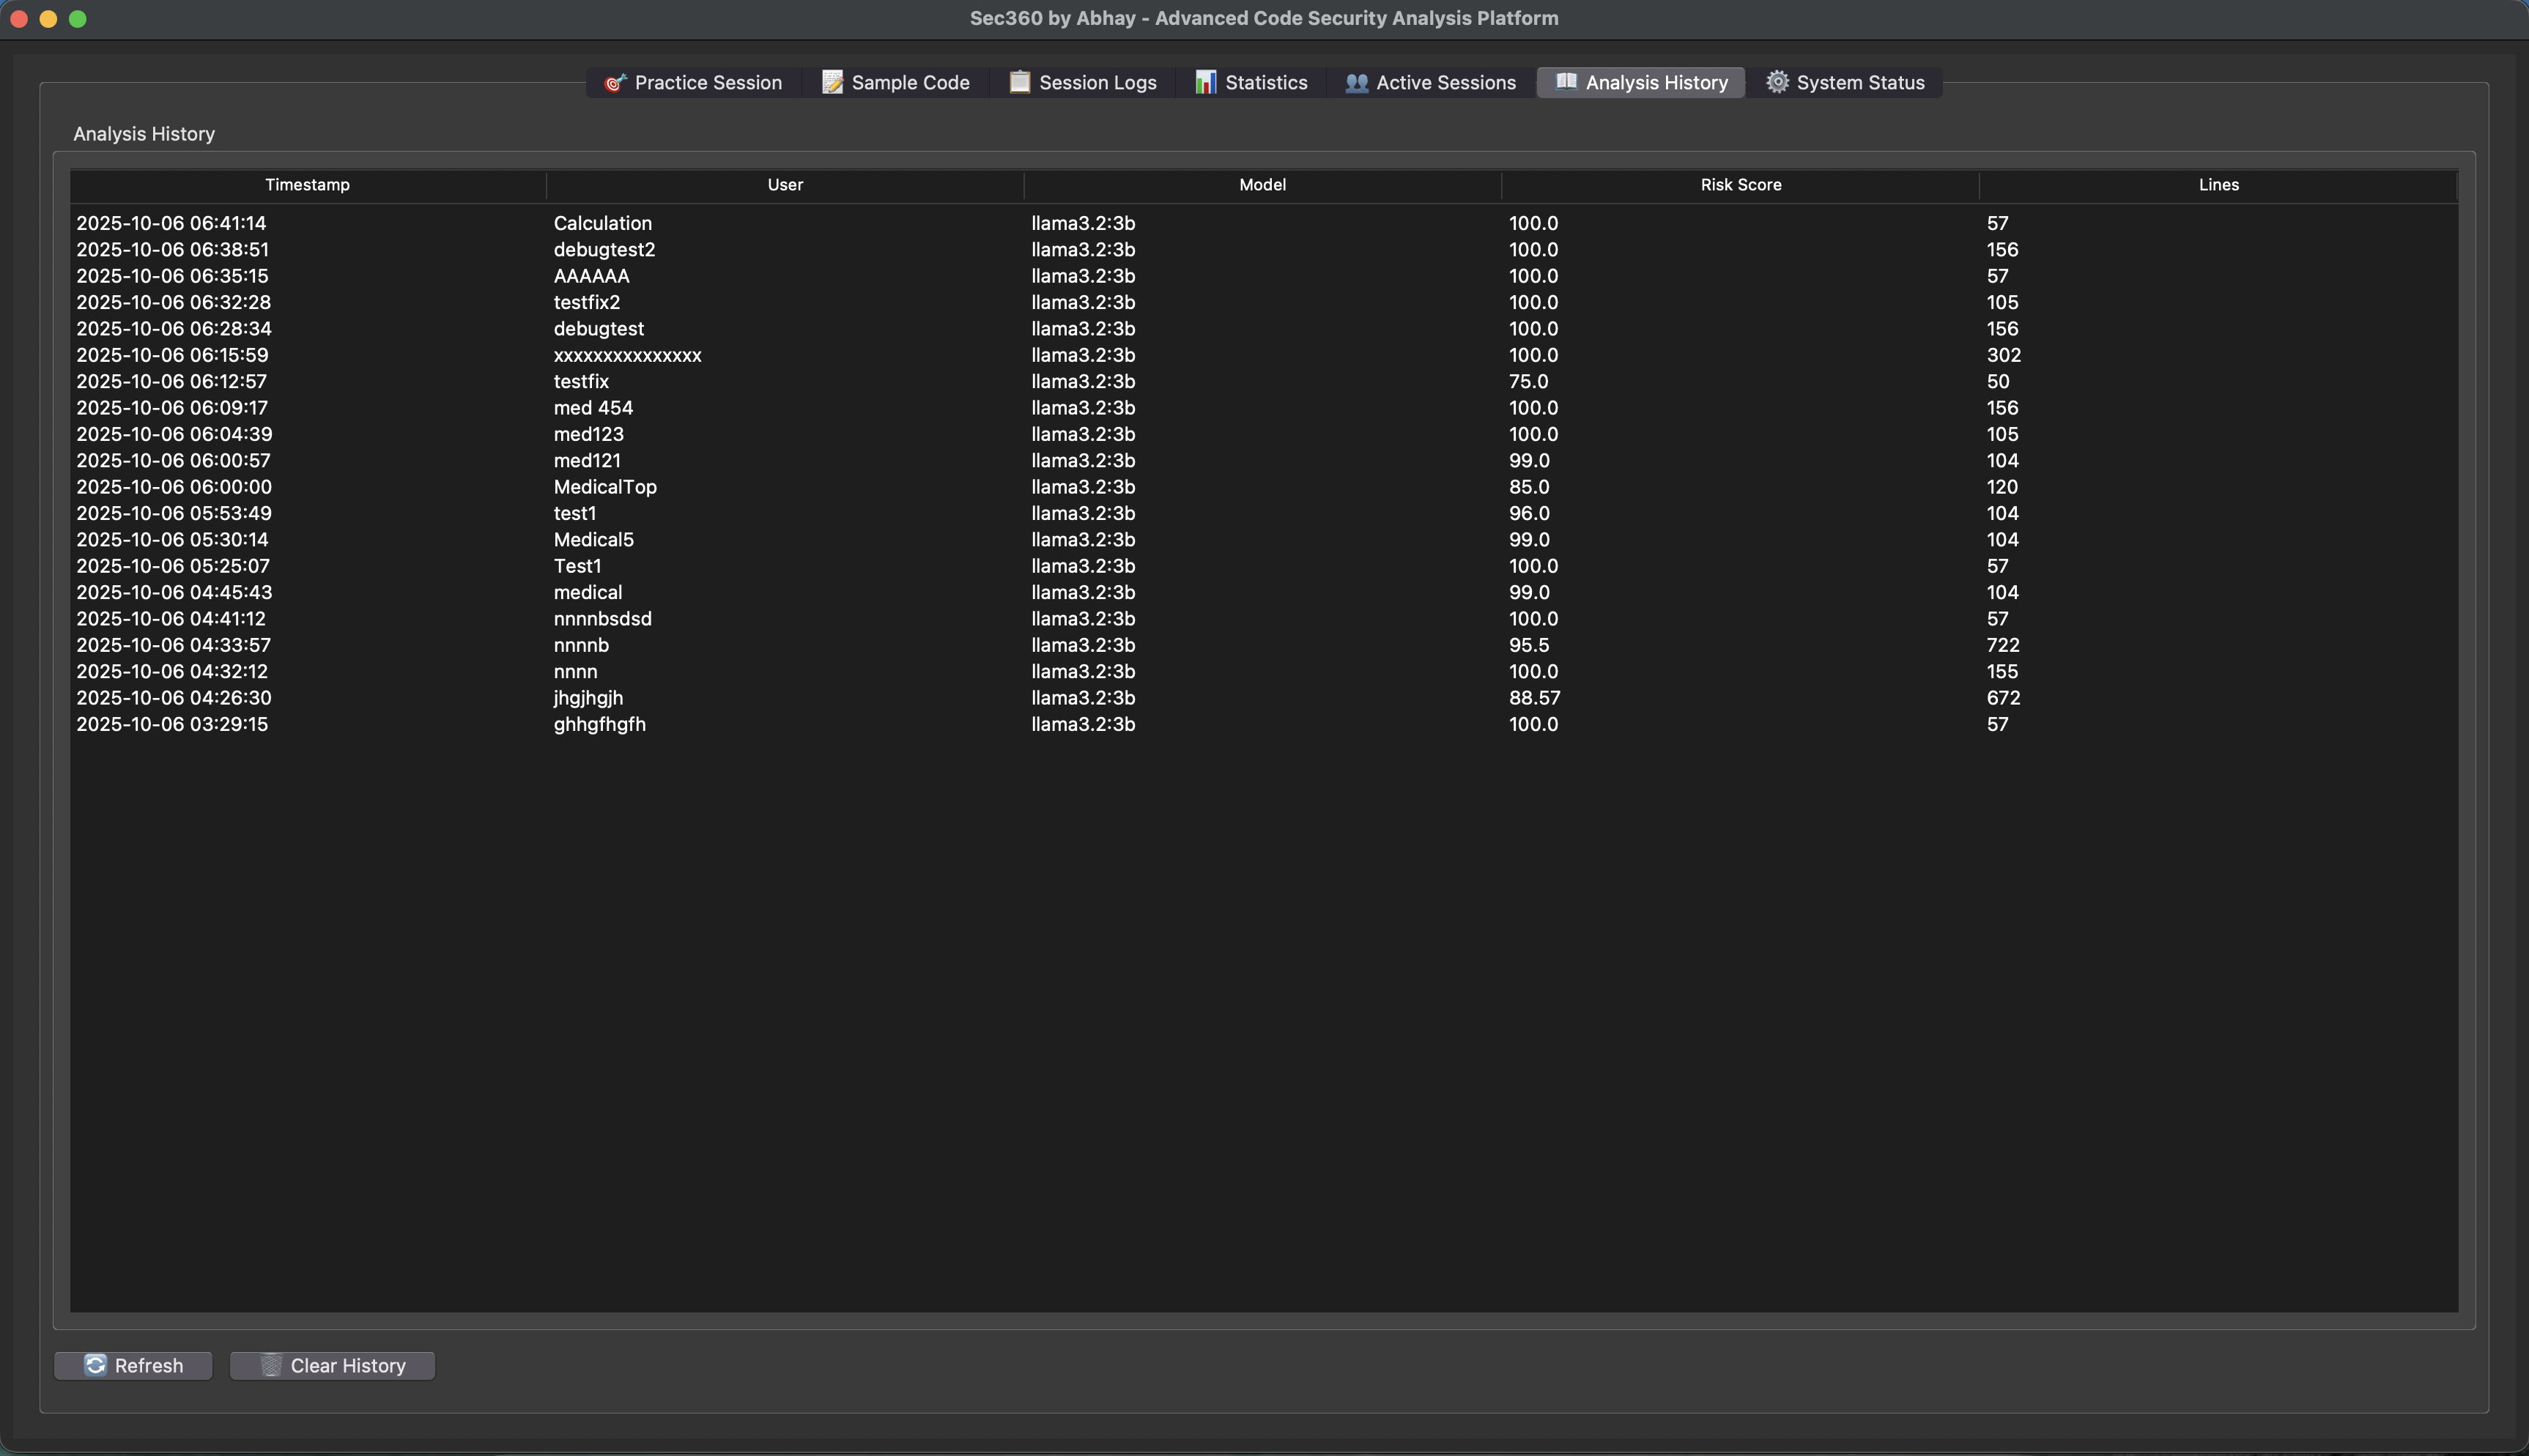 Sec360 by Abhay - Advanced Code Security Analysis Platform
Practice Session Sample Code Session Logs Statistics Active Sessions Analysis History System Status
Analysis History
Timestamp User Model Risk Score Lines
2025-10-06 06:41:14 Calculation llama3.2:3b 100.0 57
2025-10-06 06:38:51 debugtest2 llama3.2:3b 100.0 156
2025-10-06 06:35:15 AAAAAA llama3.2:3b 100.0 57
2025-10-06 06:32:28 testfix2 llama3.2:3b 100.0 105
2025-10-06 06:28:34 debugtest llama3.2:3b 100.0 156
2025-10-06 06:15:59 xxxxxxxxxxxxxxx llama3.2:3b 100.0 302
2025-10-06 06:12:57 testfix llama3.2:3b 75.0 50
2025-10-06 06:09:17 med 454 llama3.2:3b 100.0 156
2025-10-06 06:04:39 med123 llama3.2:3b 100.0 105
2025-10-06 06:00:57 med121 llama3.2:3b 99.0 104
2025-10-06 06:00:00 MedicalTop llama3.2:3b 85.0 120
2025-10-06 05:53:49 test1 llama3.2:3b 96.0 104
2025-10-06 05:30:14 Medical5 llama3.2:3b 99.0 104
2025-10-06 05:25:07 Test1 llama3.2:3b 100.0 57
2025-10-06 04:45:43 medical llama3.2:3b 99.0 104
2025-10-06 04:41:12 nnnnbsdsd llama3.2:3b 100.0 57
2025-10-06 04:33:57 nnnnb llama3.2:3b 95.5 722
2025-10-06 04:32:12 nnnn llama3.2:3b 100.0 155
2025-10-06 04:26:30 jhgjhgjh llama3.2:3b 88.57 672
2025-10-06 03:29:15 ghhgfhgfh llama3.2:3b 100.0 57
Refresh Clear History